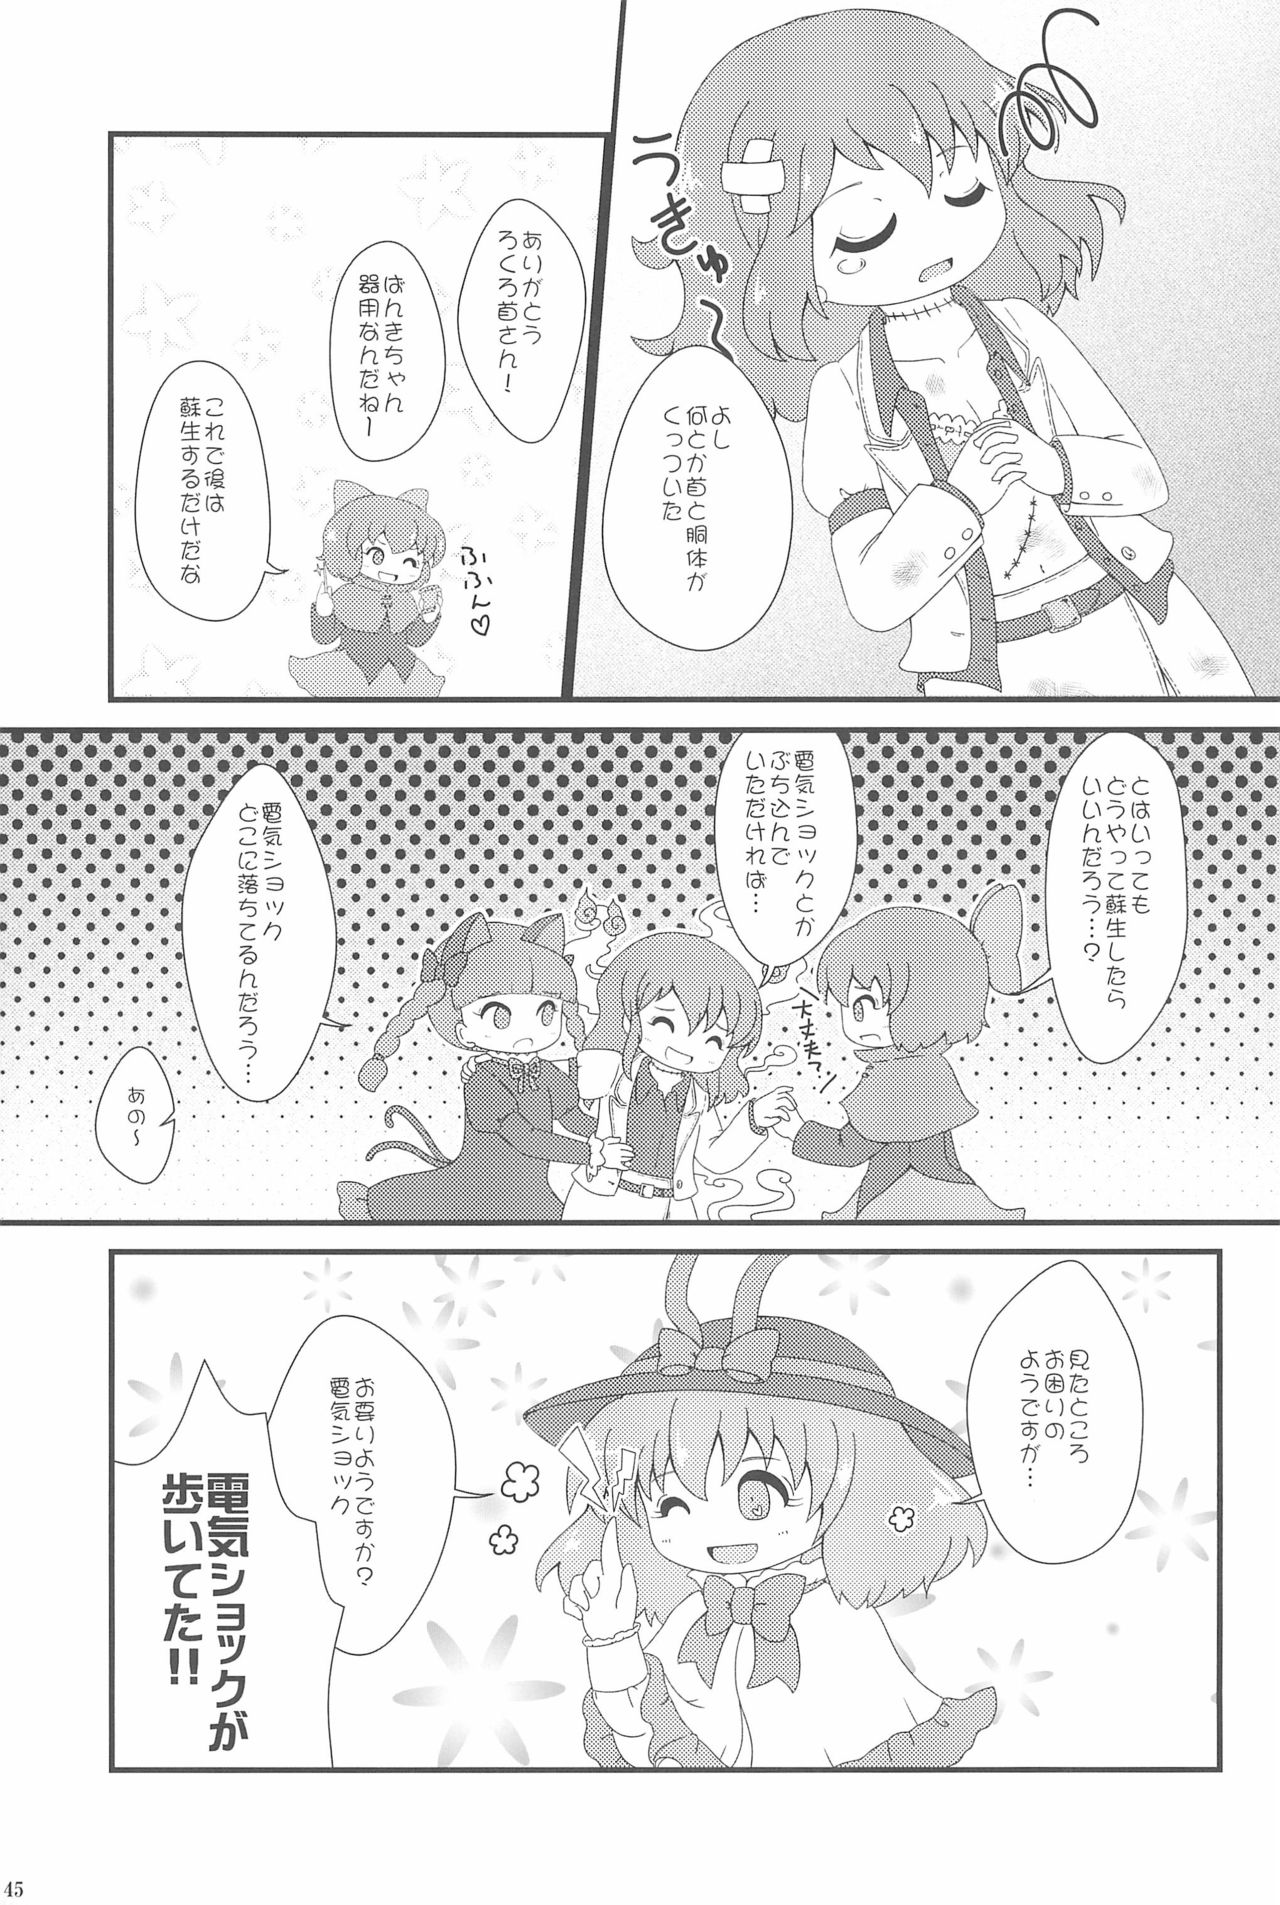 うきゅ～
よし
何とか首と胴体が
くっついた
ありがとう
ろくろ首さん！
ばんきちゃん
器用なんだねー
これで後は
蘇生するだけだな
ふふん♡
とはいっても
どうやって蘇生したら
いいんだろう…？
大丈夫？
電気ショックとか
ぶち込んで
いただければ…
電気ショック
どこに落ちてるんだろう…
あの～
見たところ
お困りの
ようですが…
お要りようですか？
電気ショック
電気ショックが
歩いてた!!
45